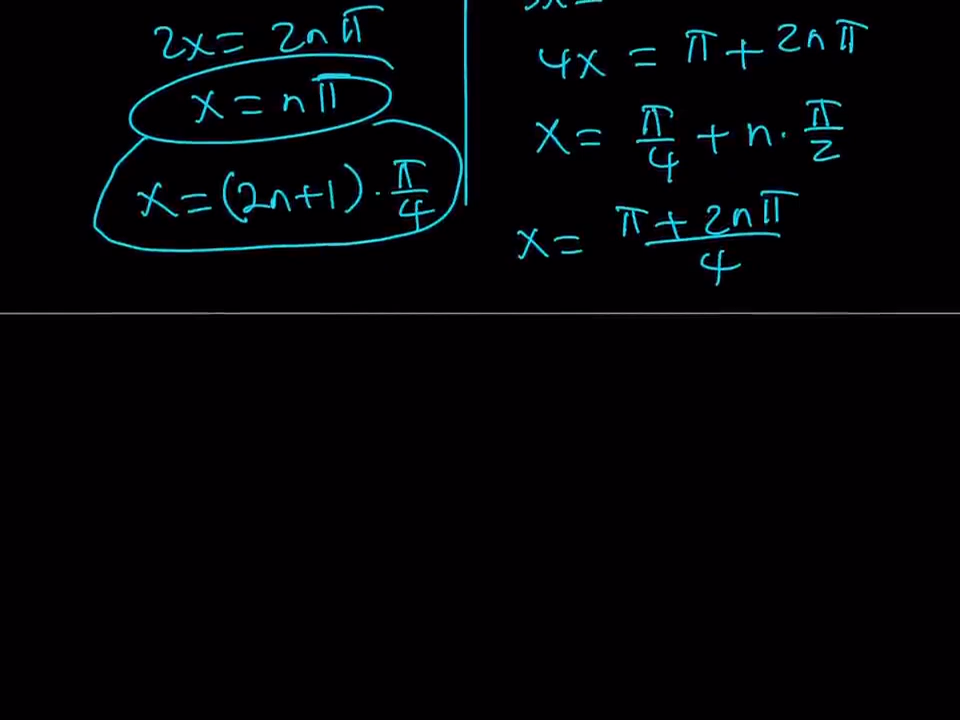 2x = 2nπ
x = nπ
x = (2n+1) · π/4
4x = π + 2nπ
x = π/4 + n · π/2
x = (π + 2nπ)/4